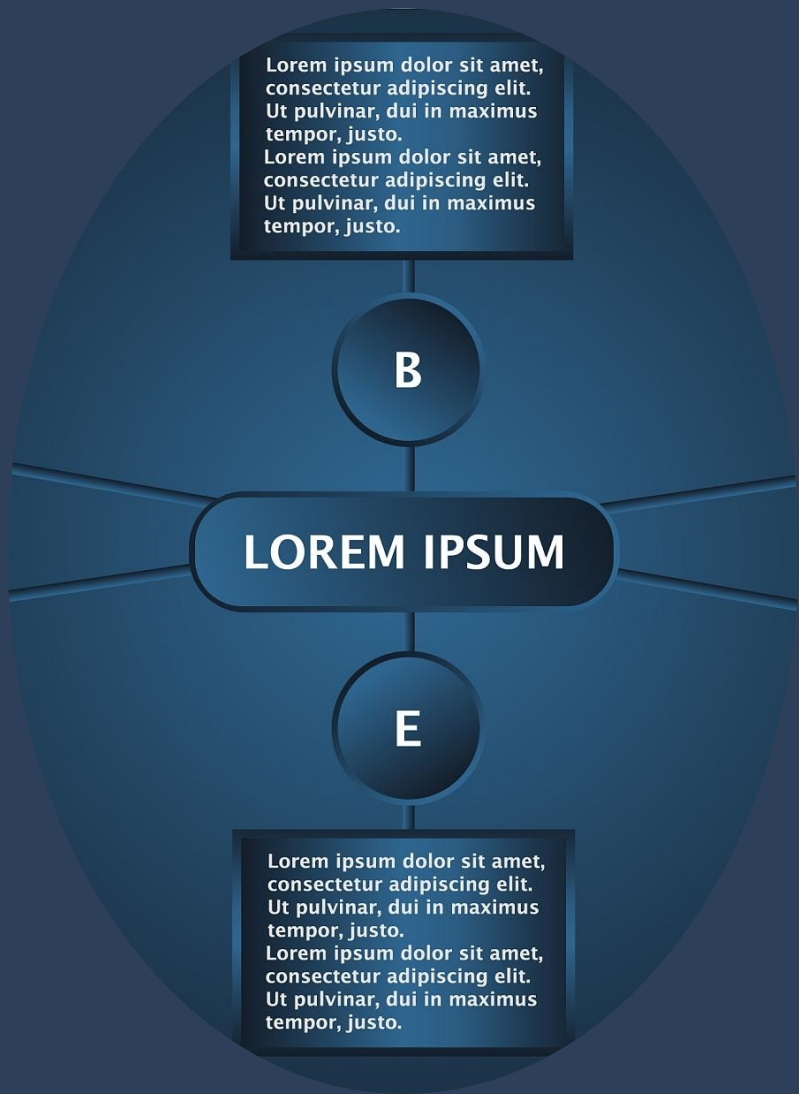 Lorem ipsum dolor sit amet,
consectetur adipiscing elit.
Ut pulvinar, dui in maximus
tempor, justo.
Lorem ipsum dolor sit amet,
consectetur adipiscing elit.
Ut pulvinar, dui in maximus
tempor, justo.
B
LOREM IPSUM
E
Lorem ipsum dolor sit amet,
consectetur adipiscing elit.
Ut pulvinar, dui in maximus
tempor, justo.
Lorem ipsum dolor sit amet,
consectetur adipiscing elit.
Ut pulvinar, dui in maximus
tempor, justo.